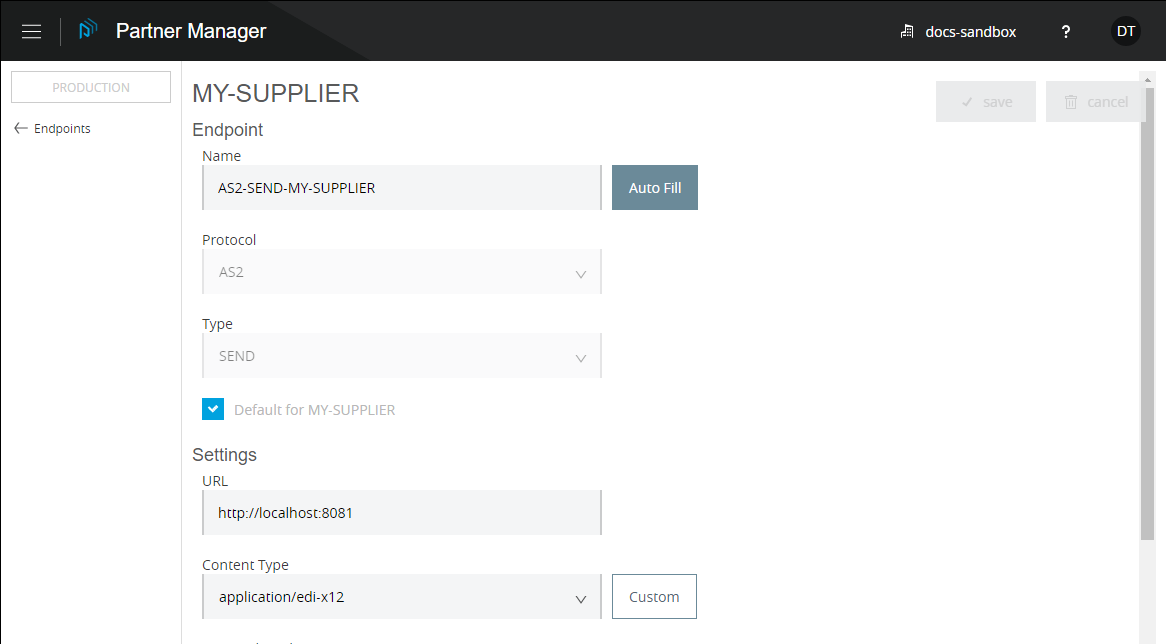 Partner Manager
docs-sandbox
?
DT
PRODUCTION
Endpoints
MY-SUPPLIER
save
cancel
Endpoint
Name
AS2-SEND-MY-SUPPLIER
Auto Fill
Protocol
AS2
Type
SEND
Default for MY-SUPPLIER
Settings
URL
http://localhost:8081
Content Type
application/edi-x12
Custom